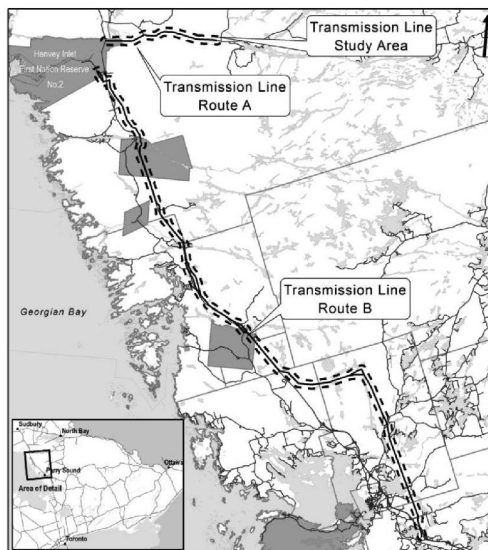 Transmission Line
Study Area
Henvey Inlet
First Nation Reserve
No.2
Transmission Line
Route A
Transmission Line
Route B
Georgian Bay
Sudbury
North Bay
Parry Sound
Ottawa
Area of Detail
Toronto